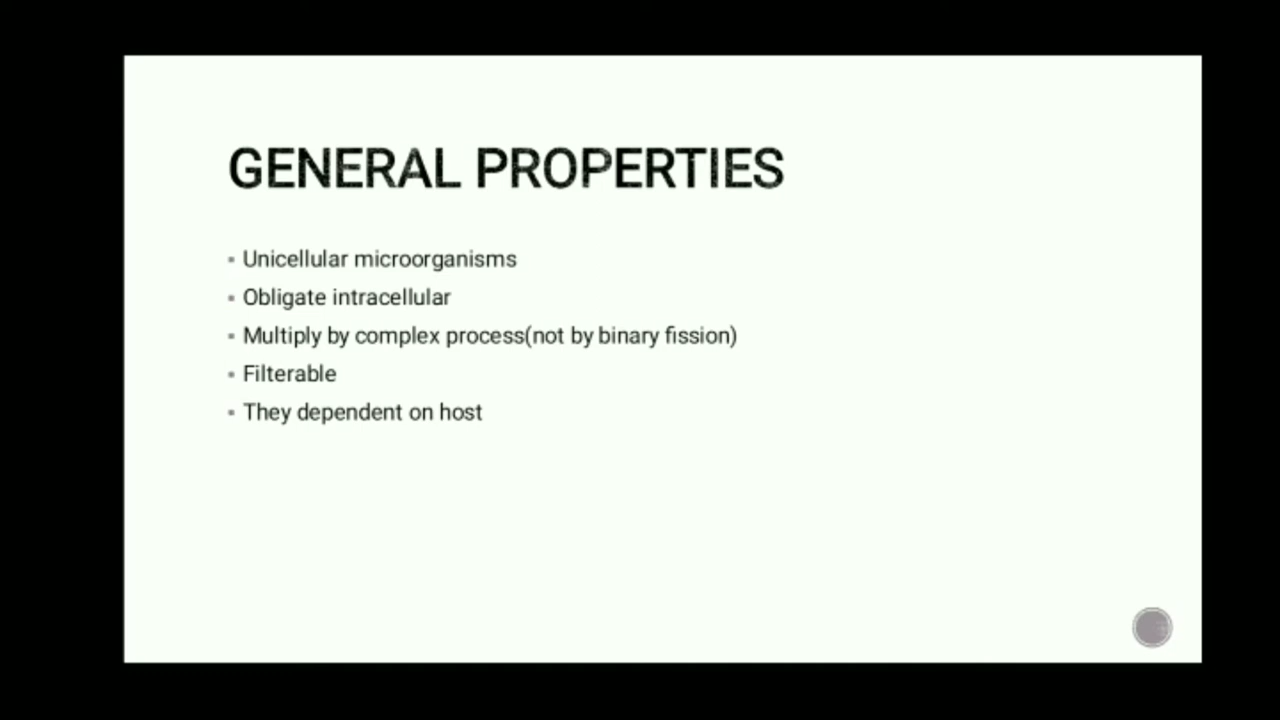 GENERAL PROPERTIES
▪ Unicellular microorganisms
▪ Obligate intracellular
▪ Multiply by complex process(not by binary fission)
▪ Filterable
▪ They dependent on host